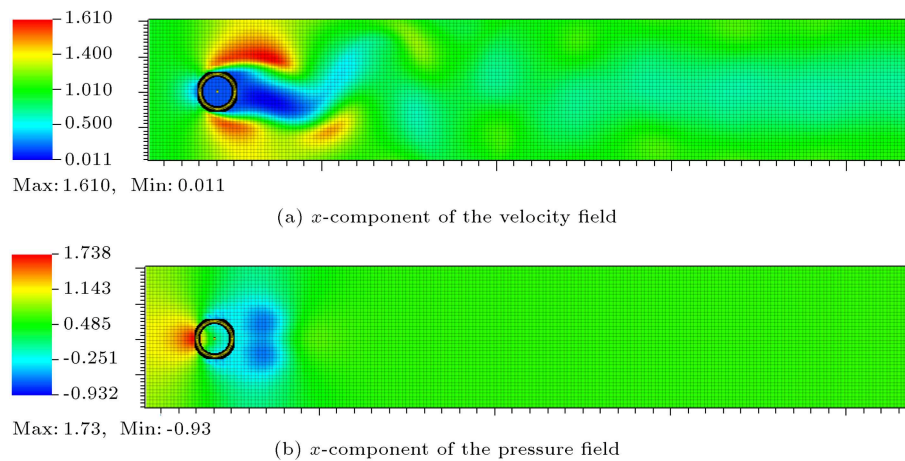 1.610
1.400
1.010
0.500
0.011
Max: 1.610, Min: 0.011
(a) x-component of the velocity field
1.738
1.143
0.485
-0.251
-0.932
Max: 1.73, Min: -0.93
(b) x-component of the pressure field